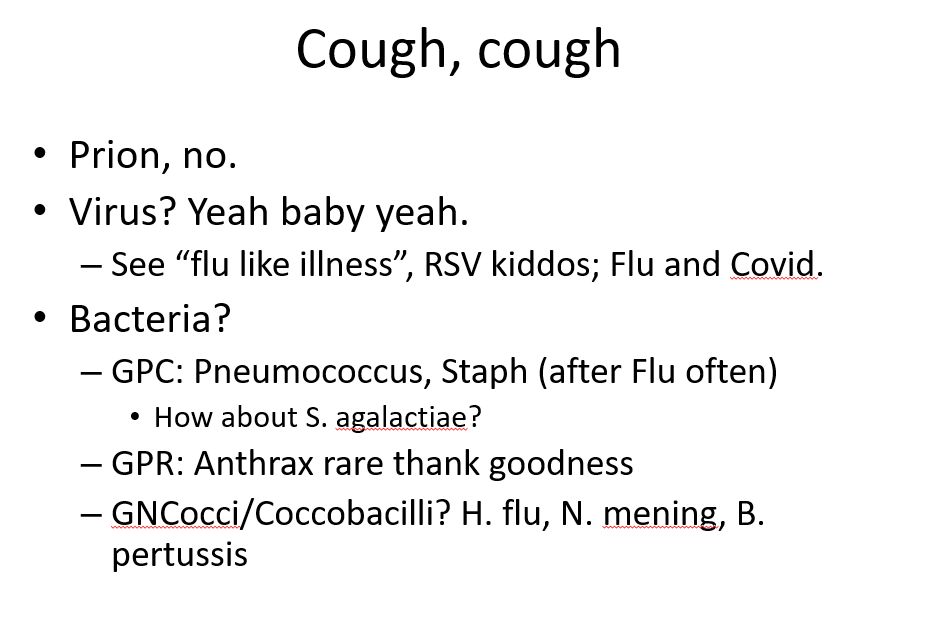 Cough, cough
• Prion, no.
• Virus? Yeah baby yeah.
– See “flu like illness”, RSV kiddos; Flu and Covid.
• Bacteria?
– GPC: Pneumococcus, Staph (after Flu often)
• How about S. agalactiae?
– GPR: Anthrax rare thank goodness
– GNCocci/Coccobacilli? H. flu, N. mening, B.
pertussis